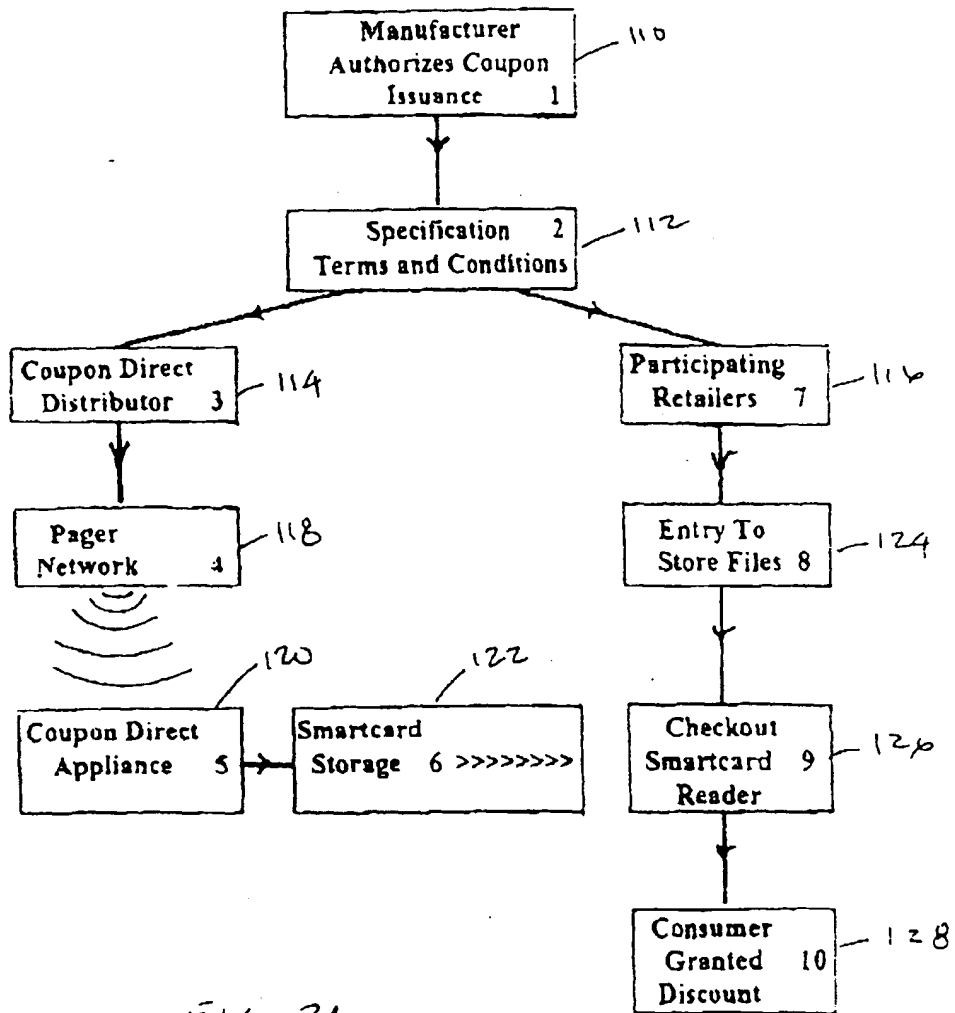 Manufacturer
Authorizes Coupon
Issuance 1
110
Specification 2
Terms and Conditions
112
Coupon Direct
Distributor 3
114
Participating
Retailers 7
116
Pager
Network 4
118
Entry To
Store Files 8
124
120
122
Coupon Direct
Appliance 5
Smartcard
Storage 6 >>>>>>>>
Checkout
Smartcard 9
Reader
126
Consumer
Granted 10
Discount
128